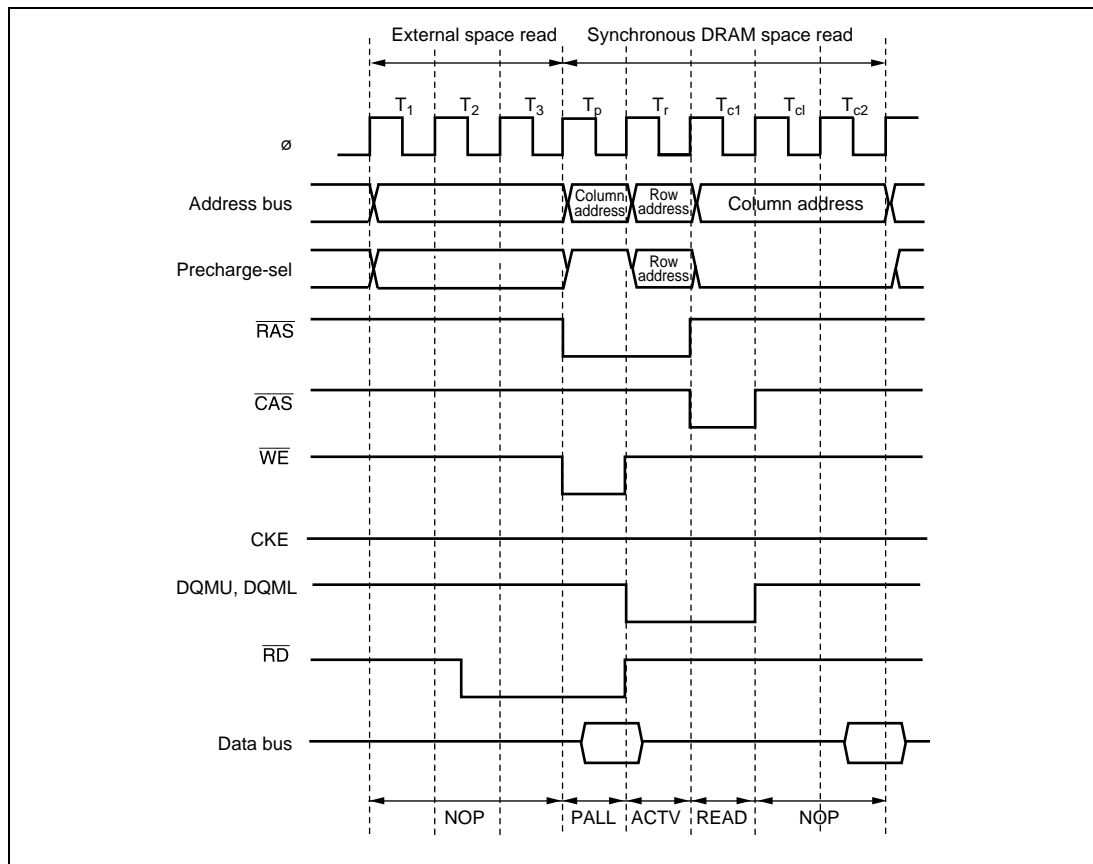 External space read Synchronous DRAM space read
T1 T2 T3 Tp Tr Tc1 Tcl Tc2
ø
Address bus
Column address
Row address
Column address
Precharge-sel
Row address
RAS
CAS
WE
CKE
DQMU, DQML
RD
Data bus
NOP PALL ACTV READ NOP